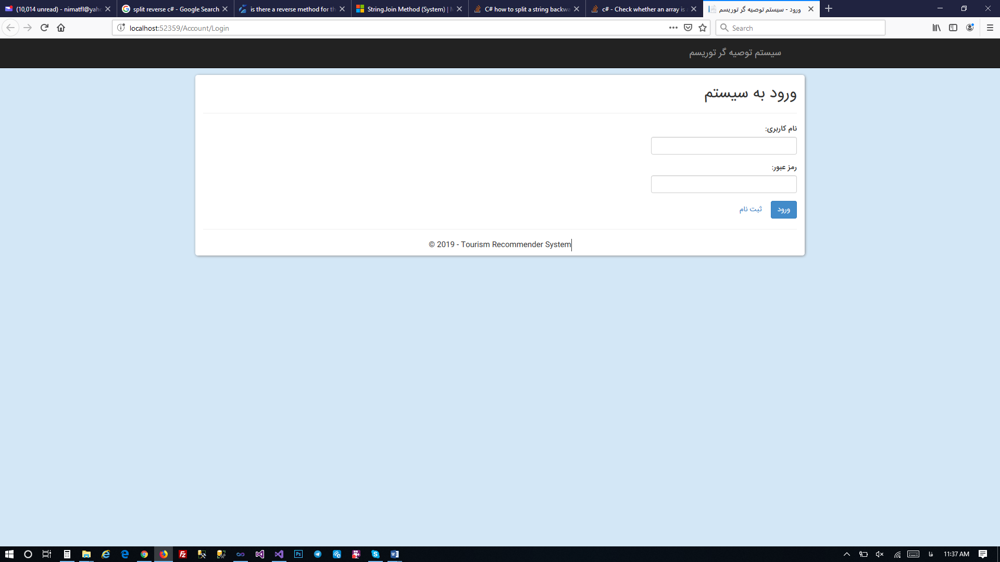 (10,014 unread) - nimatfl@yaho
split reverse c# - Google Search
is there a reverse method for th
String.Join Method (System) | M
C# how to split a string backwa
c# - Check whether an array is a
ورود - سیستم توصیه گر توریسم
localhost:52359/Account/Login
Search
سیستم توصیه گر توریسم
ورود به سیستم
نام کاربری:
رمز عبور:
ورود
ثبت نام
© 2019 - Tourism Recommender System
فا
11:37 AM